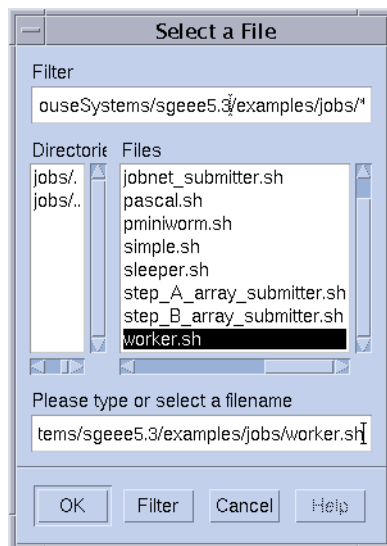 Select a File
Filter
ouseSystems/sgeee5.3/examples/jobs/*
Directorie Files
jobs/. jobnet_submitter.sh
jobs/.. pascal.sh
pminiworm.sh
simple.sh
sleeper.sh
step_A_array_submitter.sh
step_B_array_submitter.sh
worker.sh
Please type or select a filename
tems/sgeee5.3/examples/jobs/worker.sh
OK Filter Cancel Help